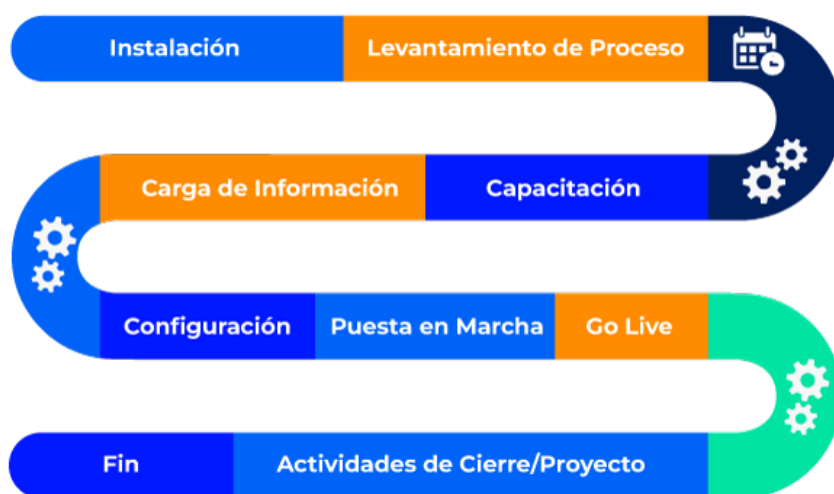 Instalación
Levantamiento de Proceso
Carga de Información
Capacitación
Configuración
Puesta en Marcha
Go Live
Fin
Actividades de Cierre/Proyecto